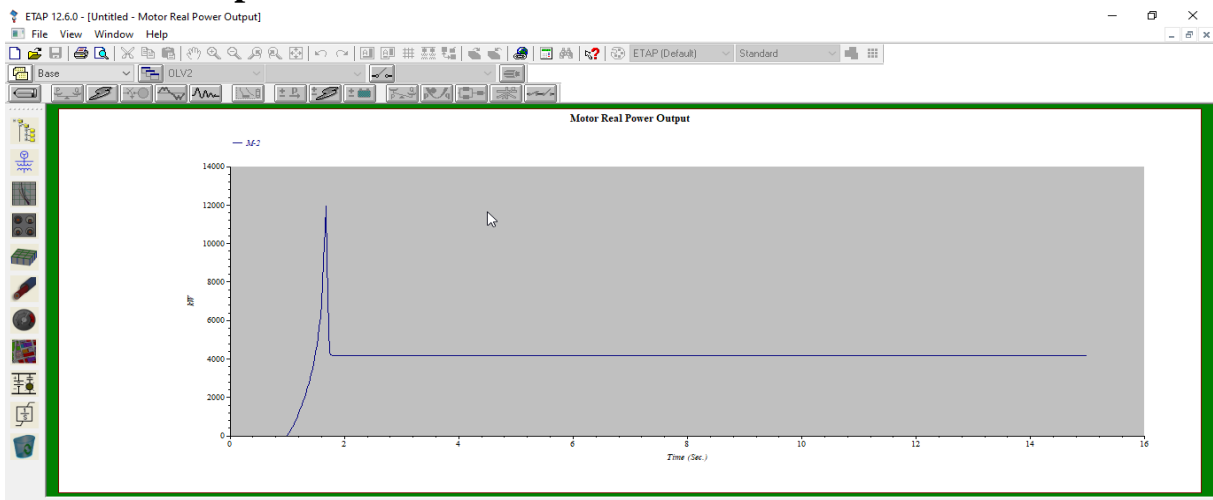 ETAP 12.6.0 - [Untitled - Motor Real Power Output]
File View Window Help
ETAP (Default) Standard
Base OLV2
Motor Real Power Output
M-2
14000
12000
10000
8000
kW
6000
4000
2000
0
0 2 4 6 8 10 12 14 16
Time (Sec.)